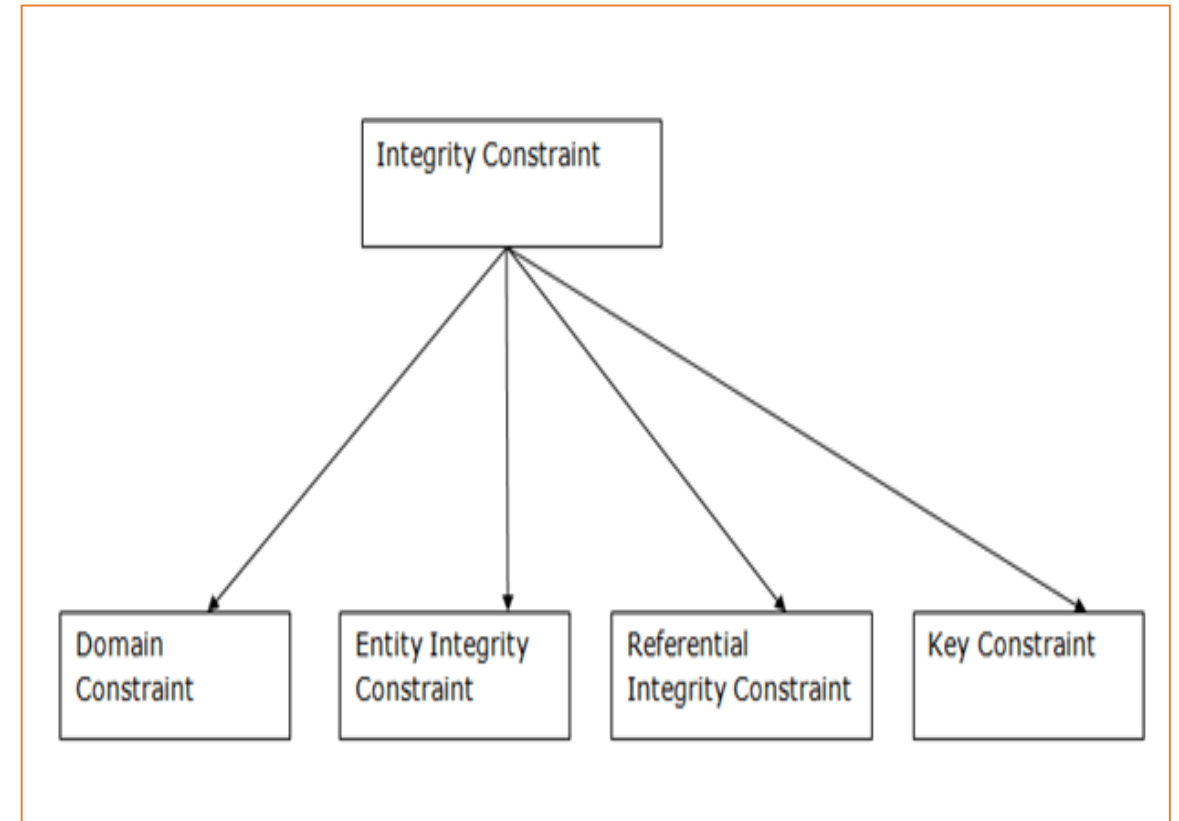 Integrity Constraint
Domain
Constraint
Entity Integrity
Constraint
Referential
Integrity Constraint
Key Constraint